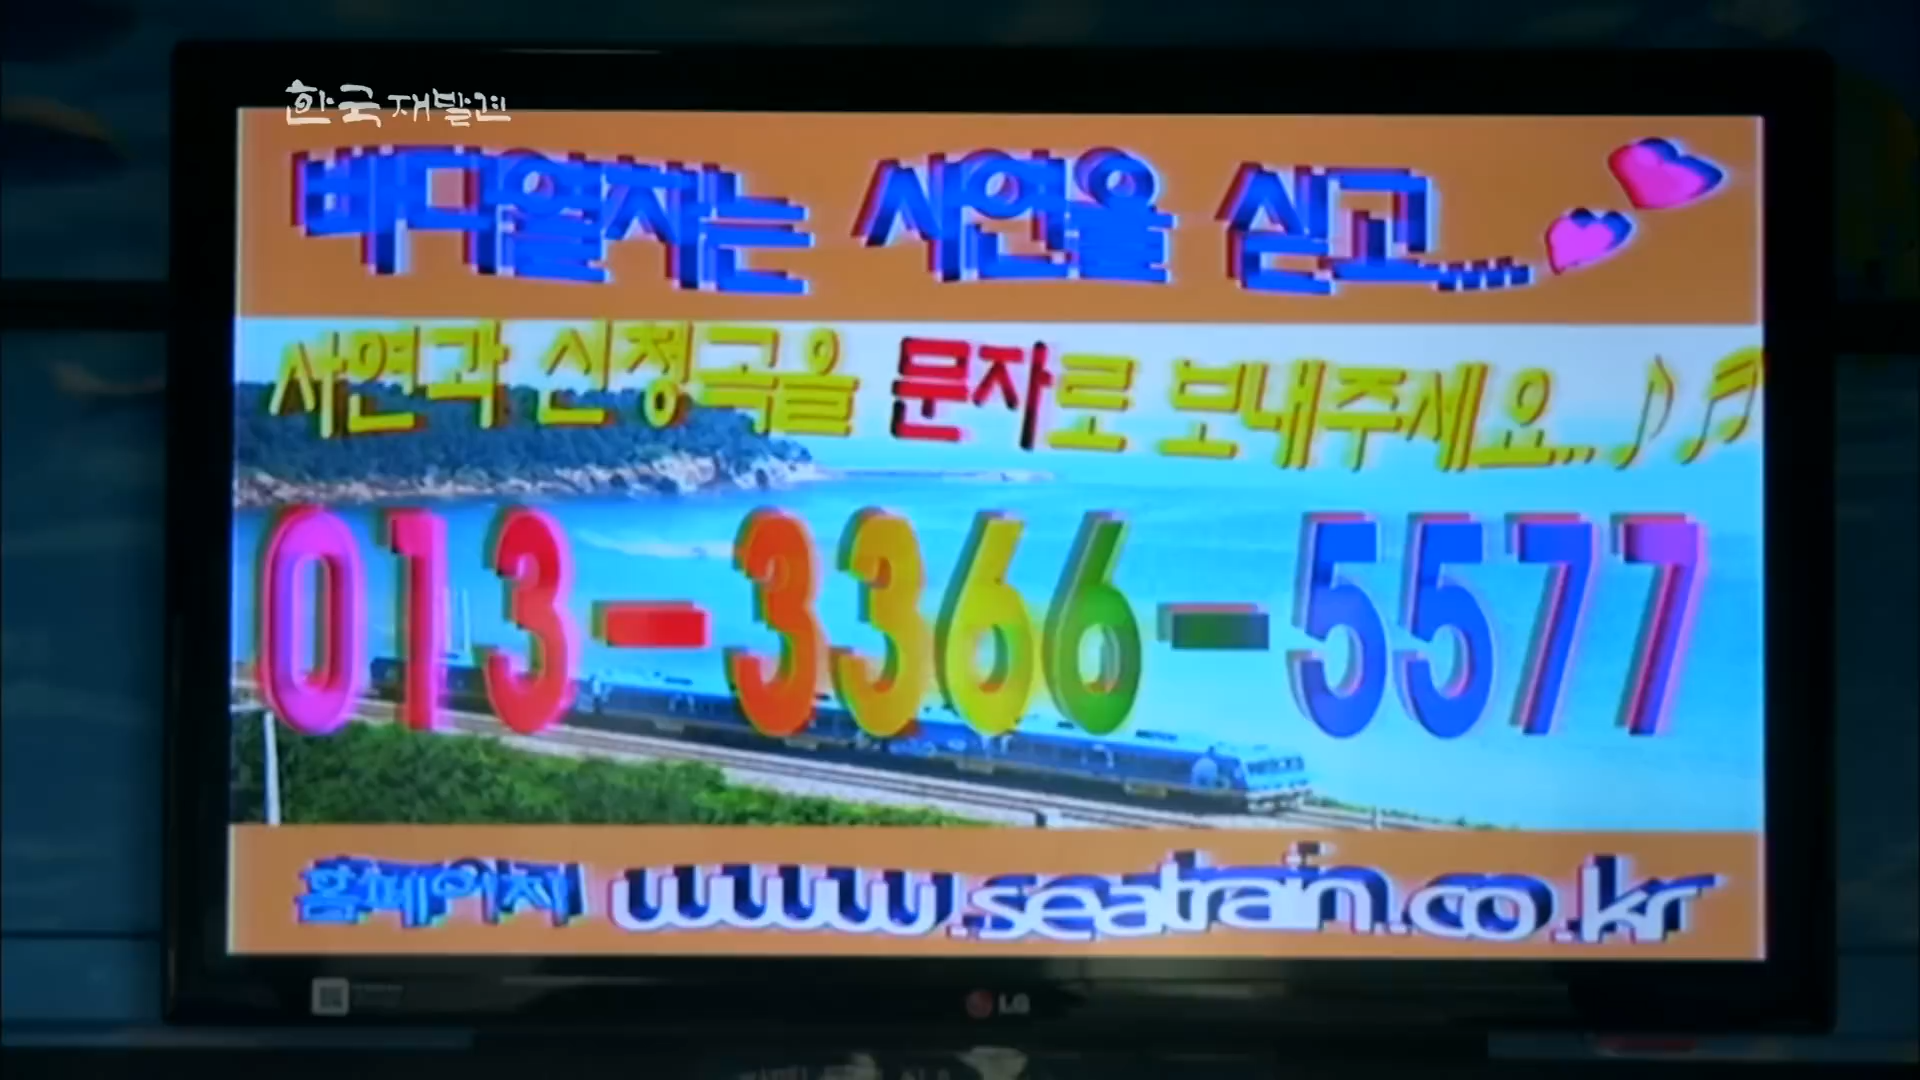 한국 재발견
바다열차는 사연을 싣고.....
사연과 신청곡을 문자로 보내주세요..♪♬
013-3366-5577
홈페이지 www.seatrain.co.kr
LG